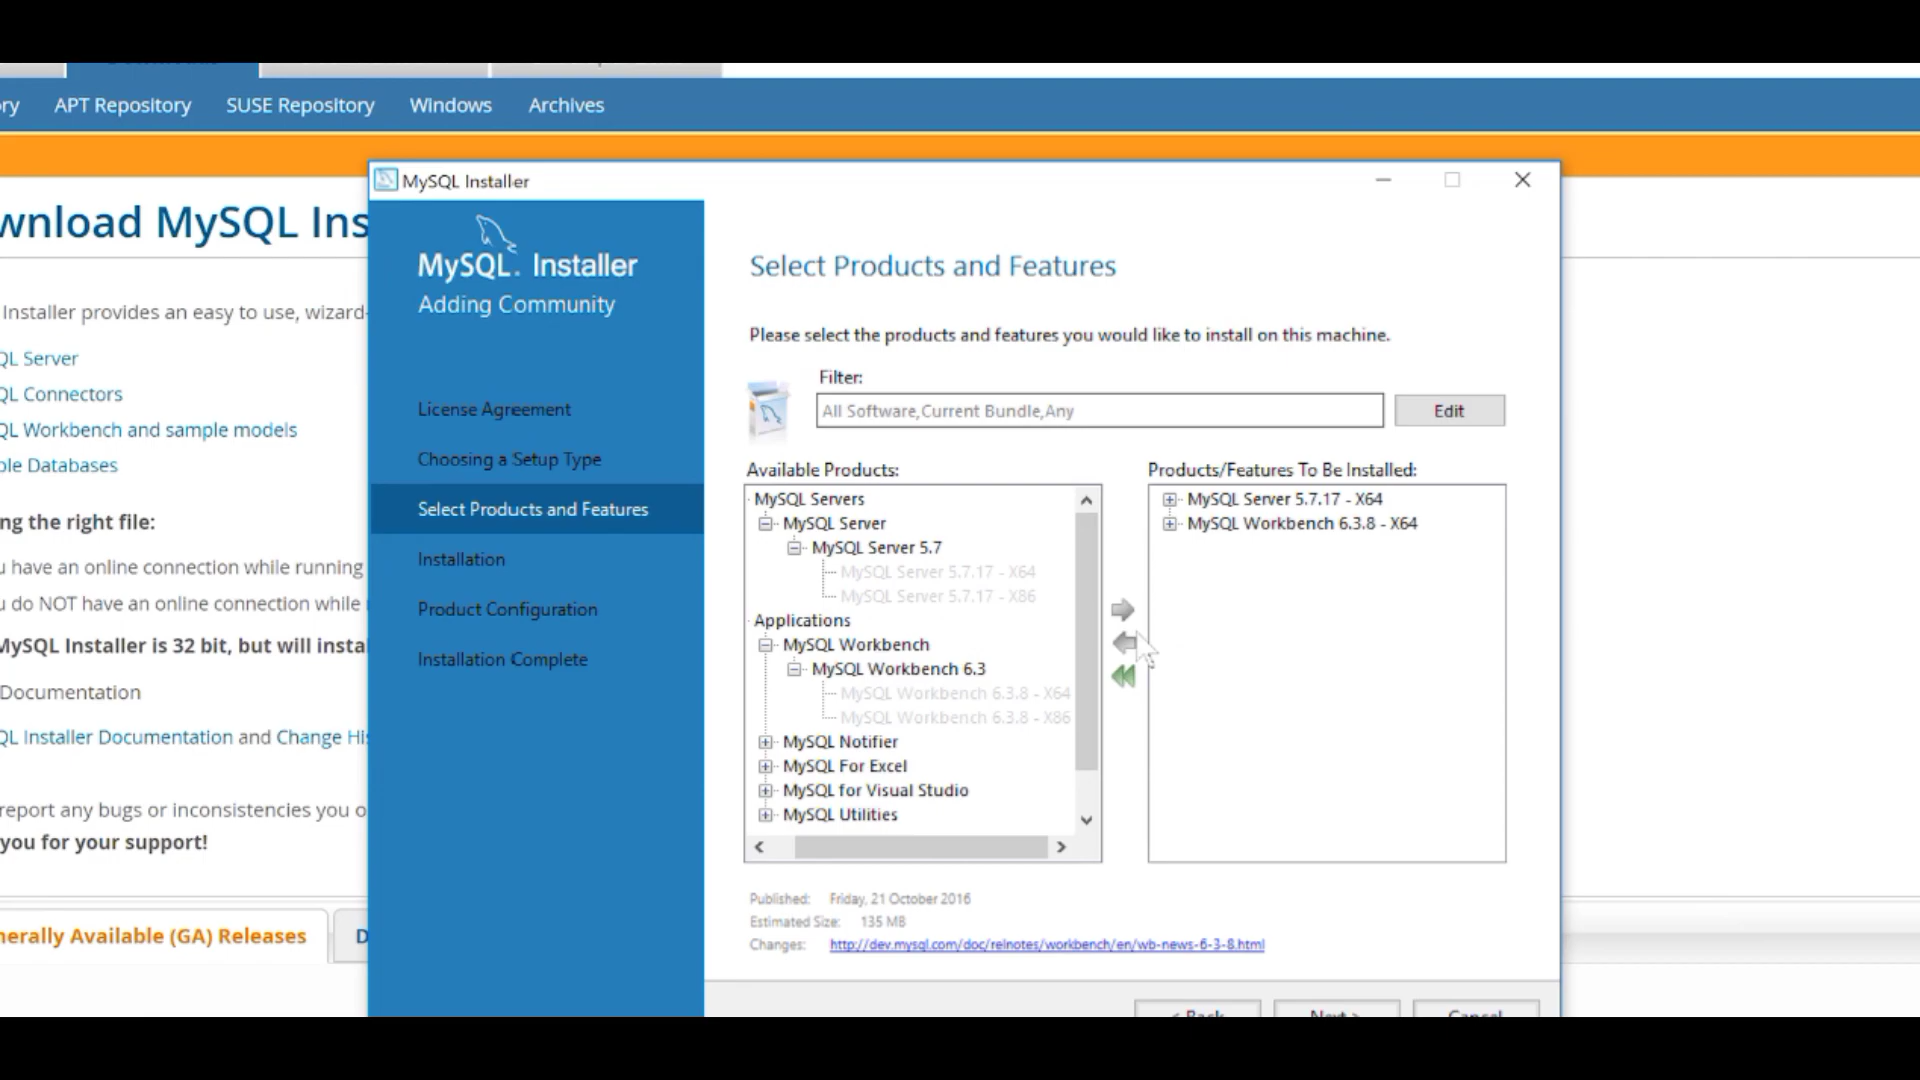 ry APT Repository SUSE Repository Windows Archives
wnload MySQL Ins
Installer provides an easy to use, wizard-
QL Server
QL Connectors
QL Workbench and sample models
ple Databases
ng the right file:
u have an online connection while running
u do NOT have an online connection while
MySQL Installer is 32 bit, but will instal
Documentation
QL Installer Documentation and Change His
report any bugs or inconsistencies you o
you for your support!
nerally Available (GA) Releases D
MySQL Installer
MySQL. Installer
Adding Community
License Agreement
Choosing a Setup Type
Select Products and Features
Installation
Product Configuration
Installation Complete
Select Products and Features
Please select the products and features you would like to install on this machine.
Filter:
All Software,Current Bundle,Any
Edit
Available Products:
MySQL Servers
MySQL Server
MySQL Server 5.7
MySQL Server 5.7.17 - X64
MySQL Server 5.7.17 - X86
Applications
MySQL Workbench
MySQL Workbench 6.3
MySQL Workbench 6.3.8 - X64
MySQL Workbench 6.3.8 - X86
MySQL Notifier
MySQL For Excel
MySQL for Visual Studio
MySQL Utilities
Products/Features To Be Installed:
MySQL Server 5.7.17 - X64
MySQL Workbench 6.3.8 - X64
Published: Friday, 21 October 2016
Estimated Size: 135 MB
Changes: http://dev.mysql.com/doc/relnotes/workbench/en/wb-news-6-3-8.html
< Back Next > Cancel